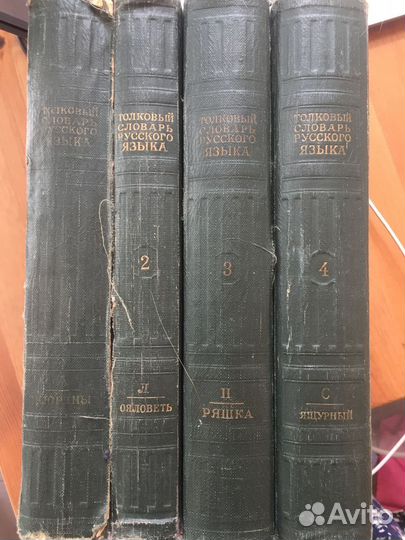 ТОЛКОВЫЙ
СЛОВАРЬ
РУССКОГО
ЯЗЫКА
КЮРИНЫ
ТОЛКОВЫЙ
СЛОВАРЬ
РУССКОГО
ЯЗЫКА
2
Л
ОЯЛОВЕТЬ
ТОЛКОВЫЙ
СЛОВАРЬ
РУССКОГО
ЯЗЫКА
3
П
РЯШКА
ТОЛКОВЫЙ
СЛОВАРЬ
РУССКОГО
ЯЗЫКА
4
С
ЯЩУРНЫЙ
Avito